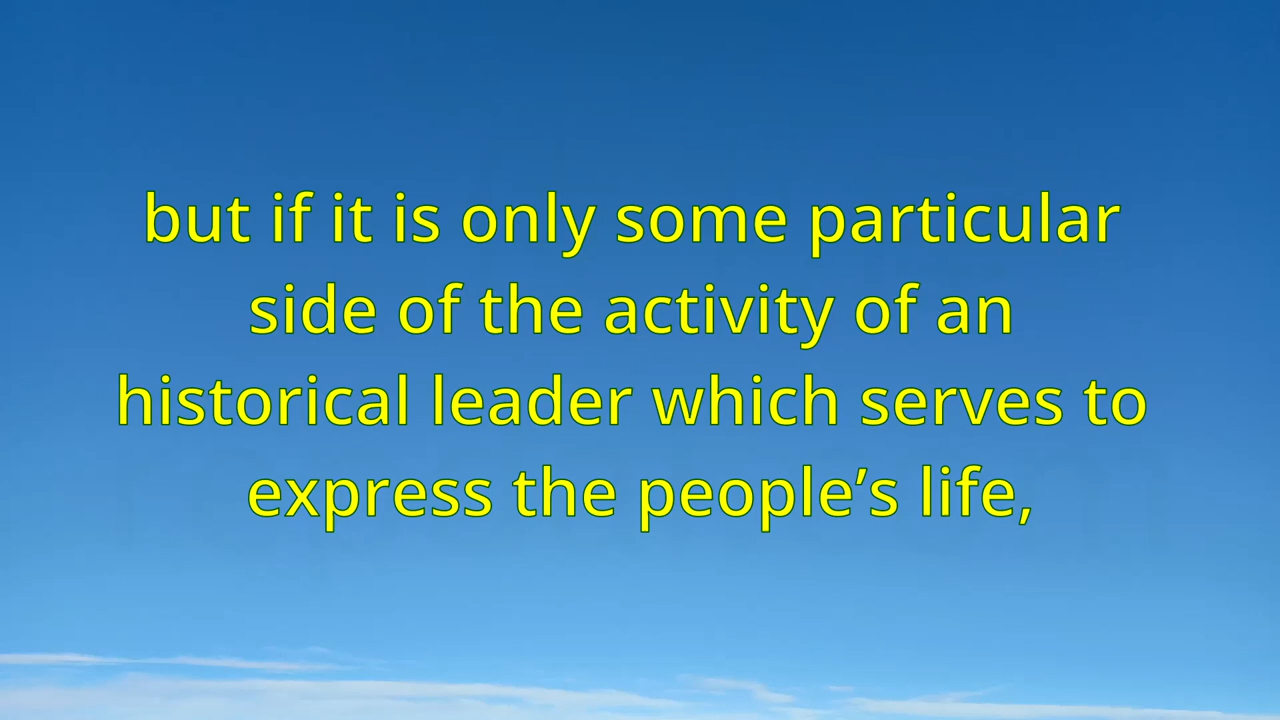 but if it is only some particular
side of the activity of an
historical leader which serves to
express the people’s life,